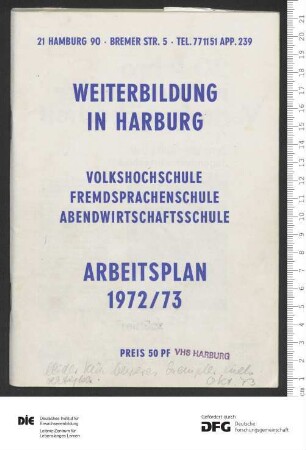 21 HAMBURG 90 · BREMER STR. 5 · TEL. 771151 APP. 239
WEITERBILDUNG
IN HARBURG
VOLKSHOCHSCHULE
FREMDSPRACHENSCHULE
ABENDWIRTSCHAFTSSCHULE
ARBEITSPLAN
1972/73
PREIS 50 PF VHS HARBURG
die Deutsches Institut für
Erwachsenenbildung
Leibniz-Zentrum für
Lebenslanges Lernen
Gefördert durch
DFG Deutsche
Forschungsgemeinschaft